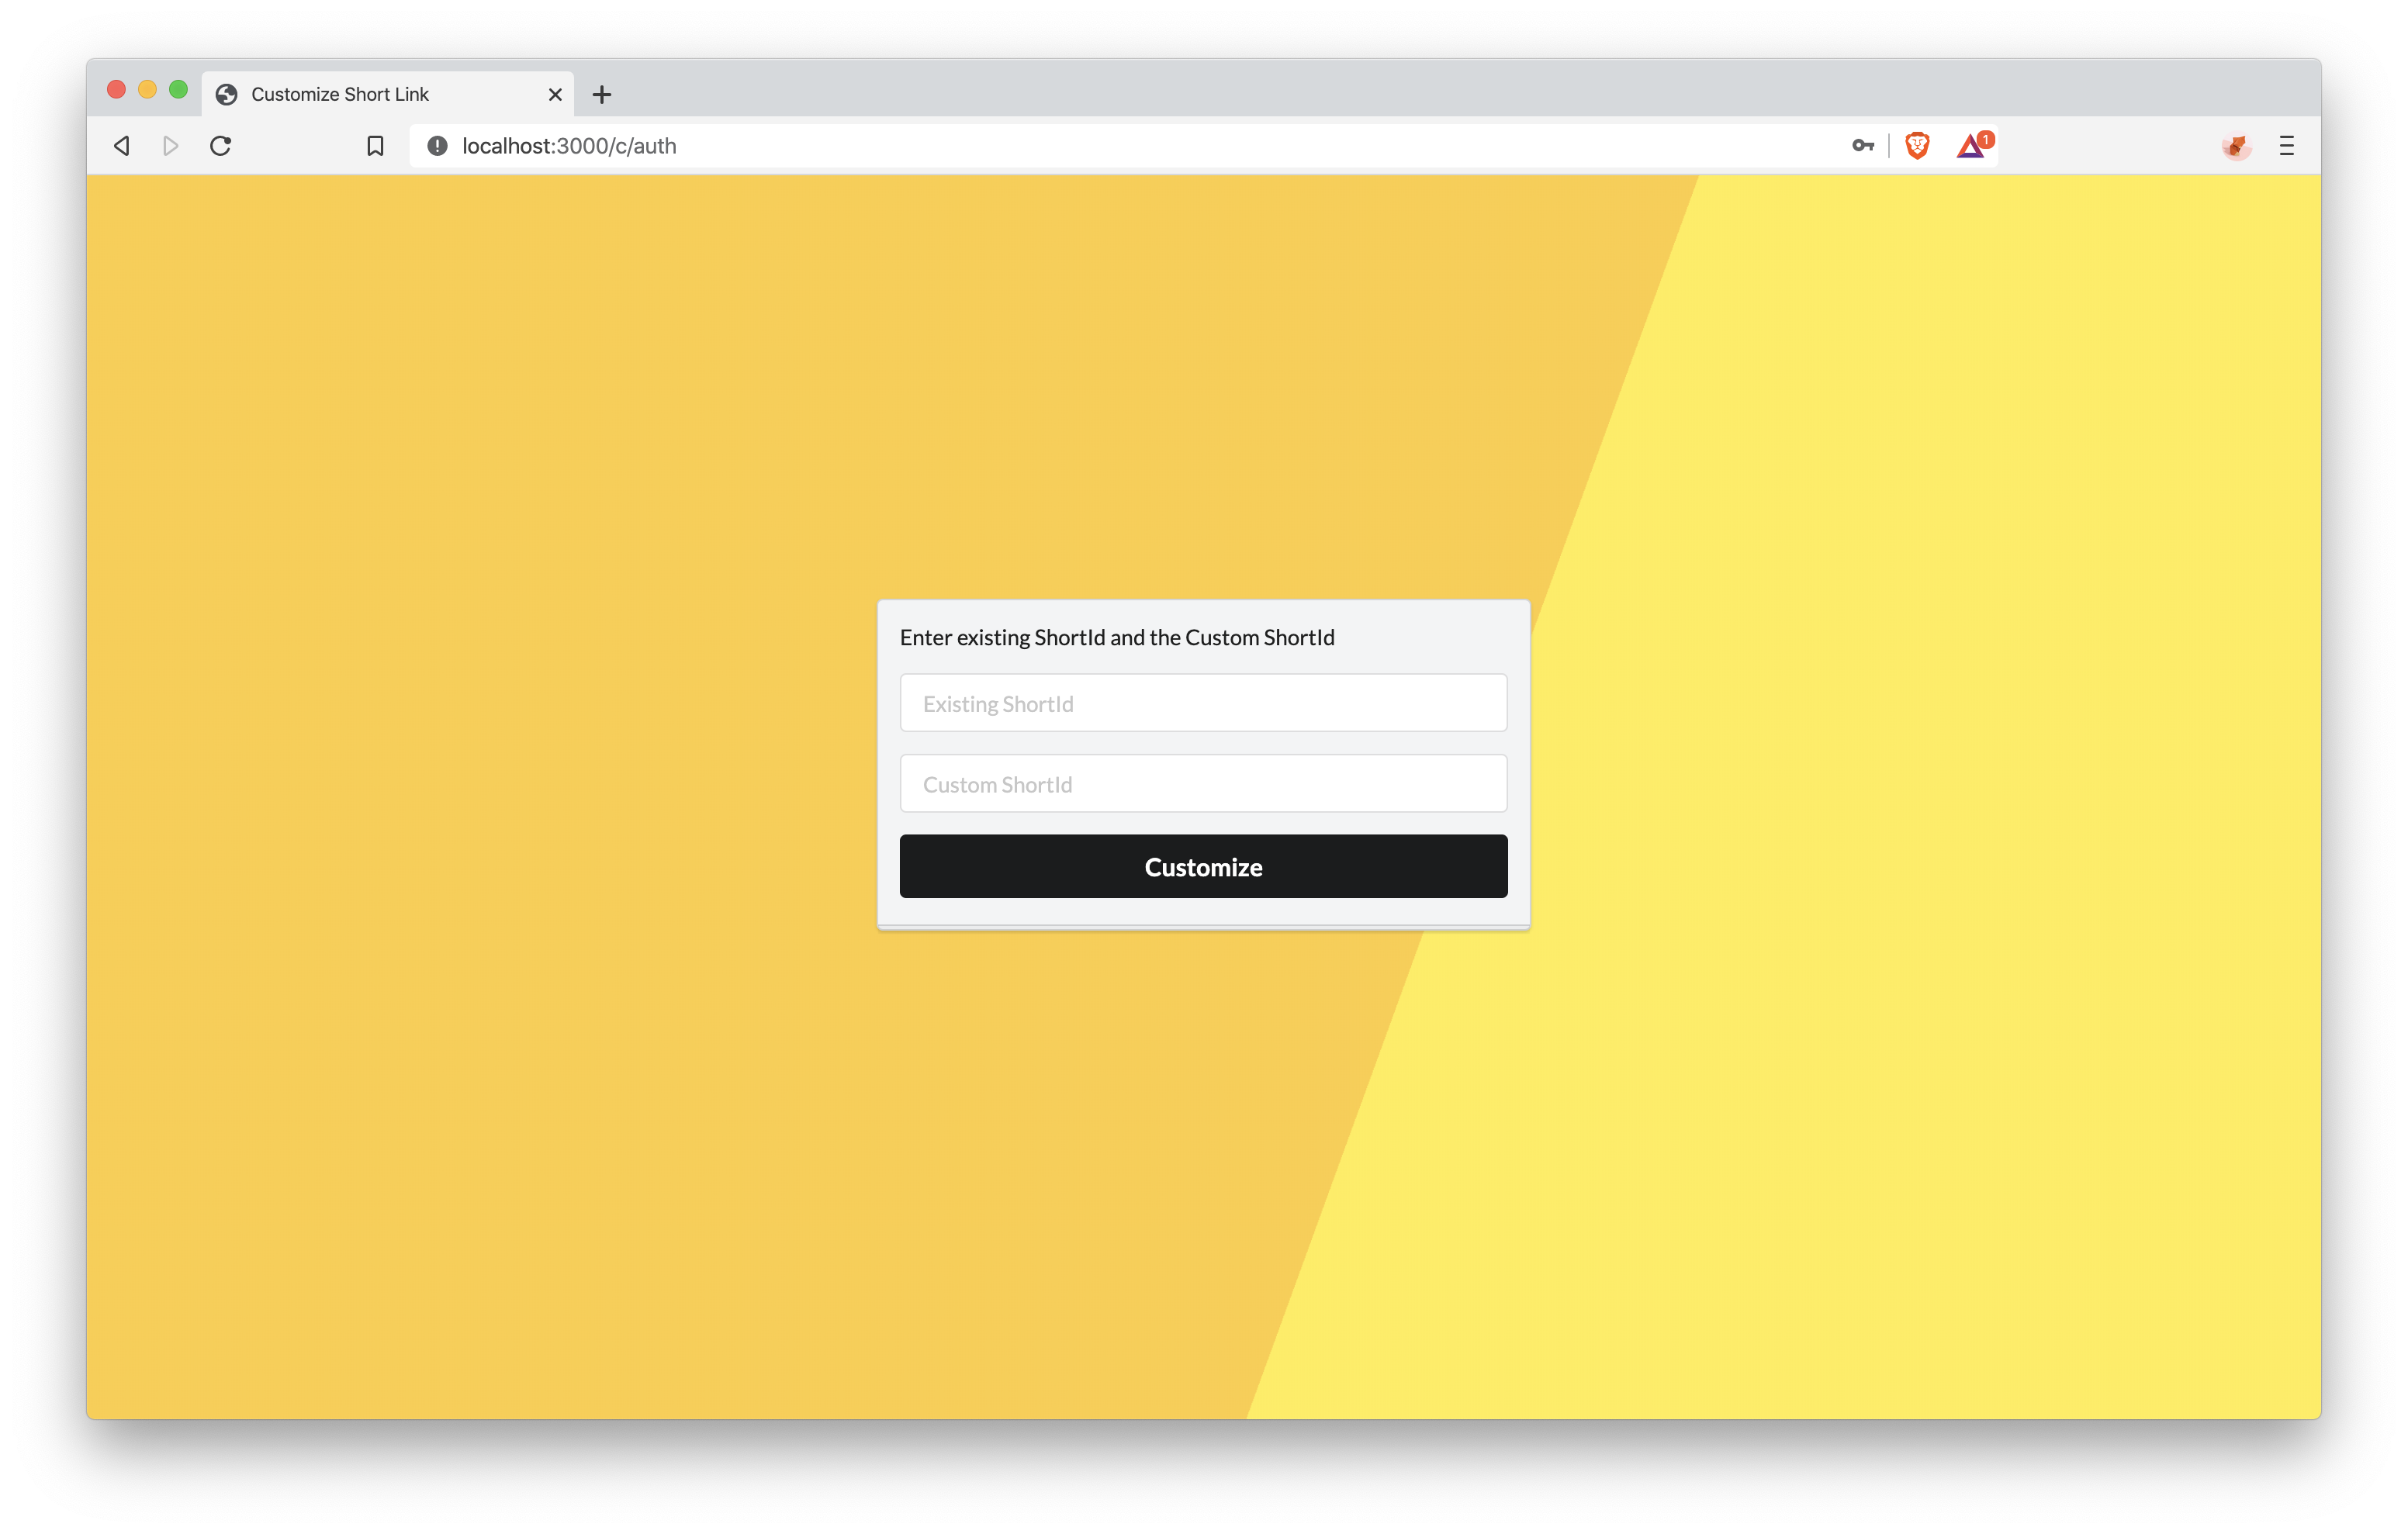 Customize Short Link
localhost:3000/c/auth
1
Enter existing ShortId and the Custom ShortId
Existing ShortId
Custom ShortId
Customize